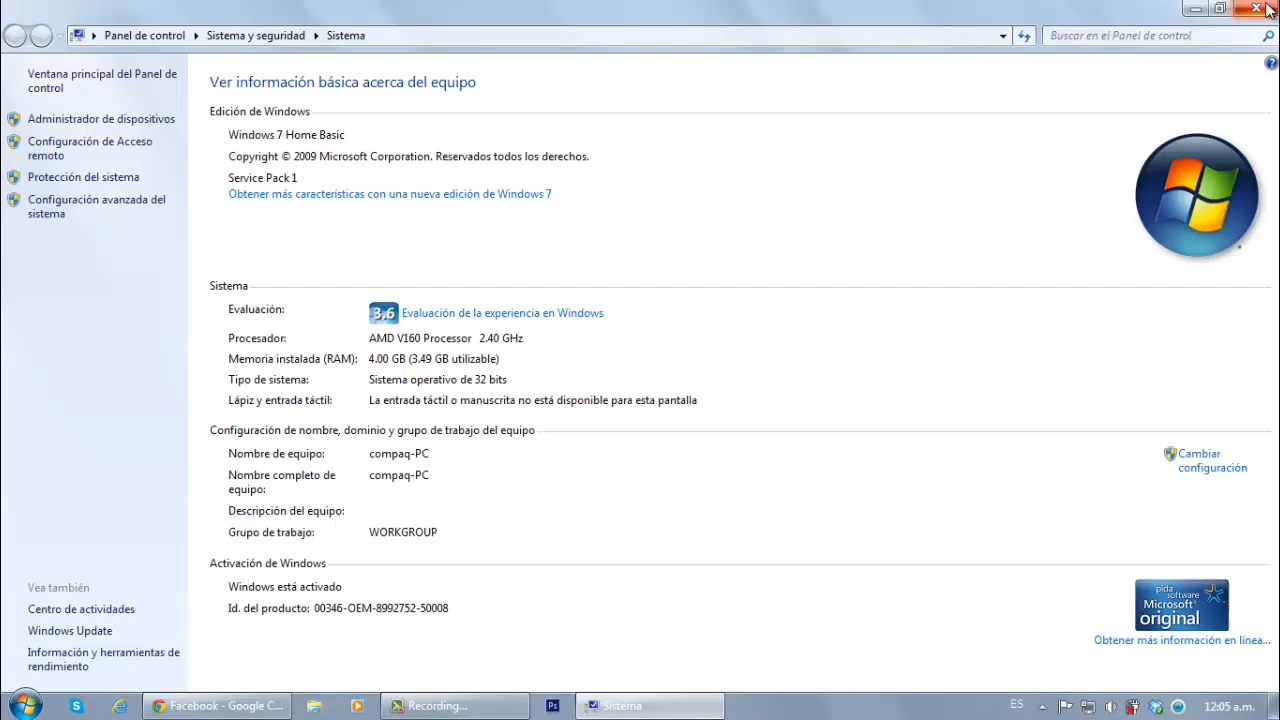 Panel de control
Sistema y seguridad
Sistema
Buscar en el Panel de control
Ventana principal del Panel de
control
Administrador de dispositivos
Configuración de Acceso
remoto
Protección del sistema
Configuración avanzada del
sistema
Ver información básica acerca del equipo
Edición de Windows
Windows 7 Home Basic
Copyright © 2009 Microsoft Corporation. Reservados todos los derechos.
Service Pack 1
Obtener más características con una nueva edición de Windows 7
Sistema
Evaluación:
3.6 Evaluación de la experiencia en Windows
Procesador: AMD V160 Processor 2.40 GHz
Memoria instalada (RAM): 4.00 GB (3.49 GB utilizable)
Tipo de sistema: Sistema operativo de 32 bits
Lápiz y entrada táctil: La entrada táctil o manuscrita no está disponible para esta pantalla
Configuración de nombre, dominio y grupo de trabajo del equipo
Nombre de equipo: compaq-PC
Cambiar
configuración
Nombre completo de
equipo:
compaq-PC
Descripción del equipo:
Grupo de trabajo: WORKGROUP
Activación de Windows
Windows está activado
Id. del producto: 00346-OEM-8992752-50008
pida
software
Microsoft
original
Obtener más información en línea...
Vea también
Centro de actividades
Windows Update
Información y herramientas de
rendimiento
Facebook - Google C...
Recording...
Ps
Sistema
ES
12:05 a.m.